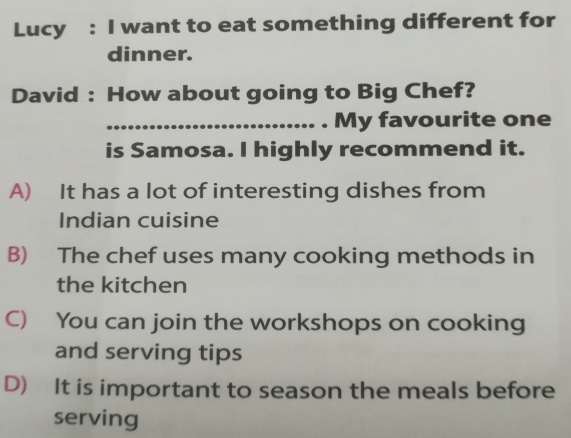 Lucy : I want to eat something different for
dinner.
David : How about going to Big Chef?
.............................. . My favourite one
is Samosa. I highly recommend it.
A) It has a lot of interesting dishes from
Indian cuisine
B) The chef uses many cooking methods in
the kitchen
C) You can join the workshops on cooking
and serving tips
D) It is important to season the meals before
serving